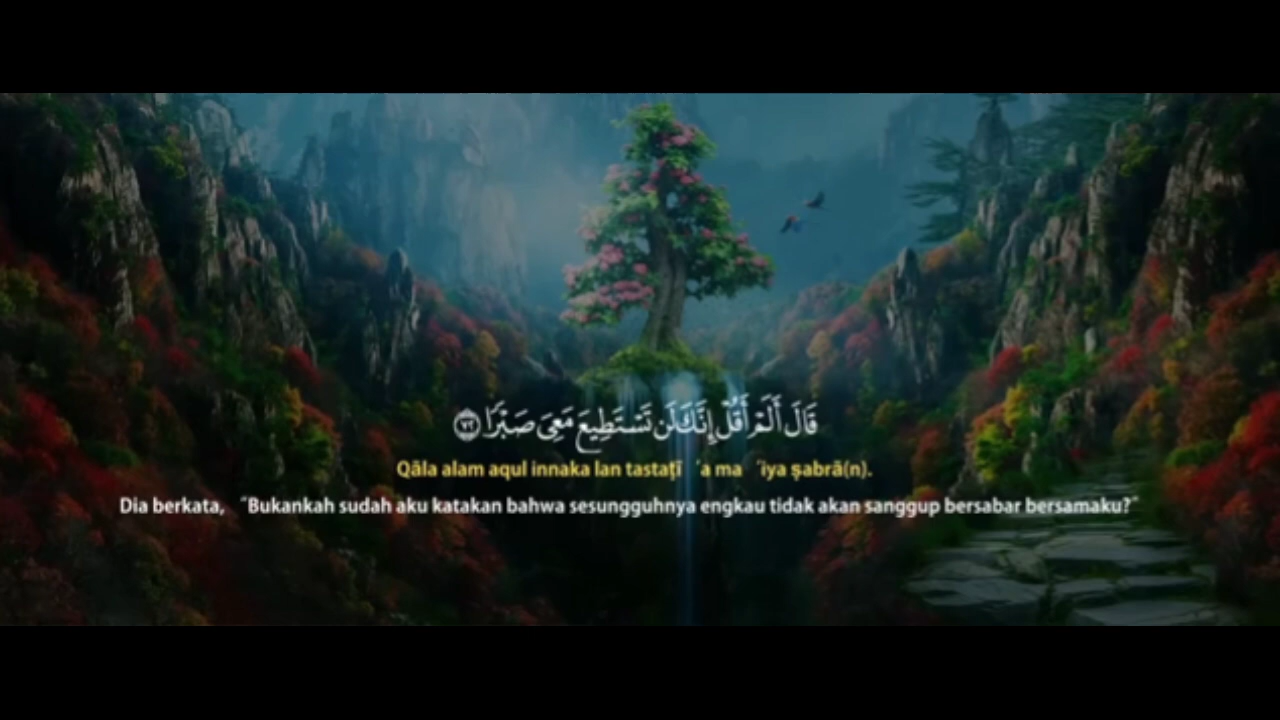 قَالَ أَلَمْ أَقُلْ إِنَّكَ لَن تَسْتَطِيعَ مَعِىَ صَبْرًا ٧٢
Qāla alam aqul innaka lan tastaṭī ‘a ma ‘iya ṣabrā(n).
Dia berkata, “Bukankah sudah aku katakan bahwa sesungguhnya engkau tidak akan sanggup bersabar bersamaku?”